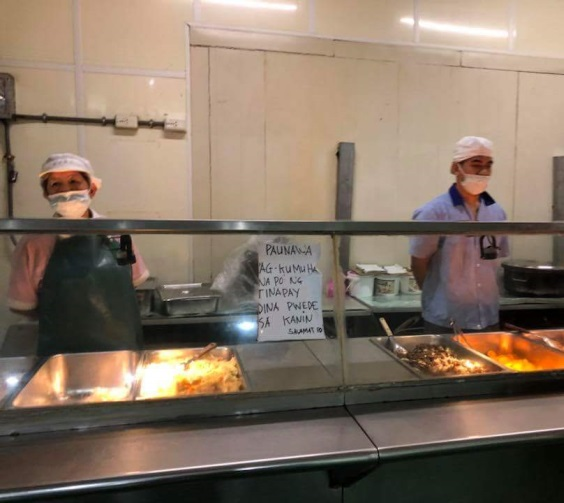 PAUNAWA
PAG-KUMUHA
NA PO NG
TINAPAY
DINA PWEDE
SA KANIN
SALAMAT PO